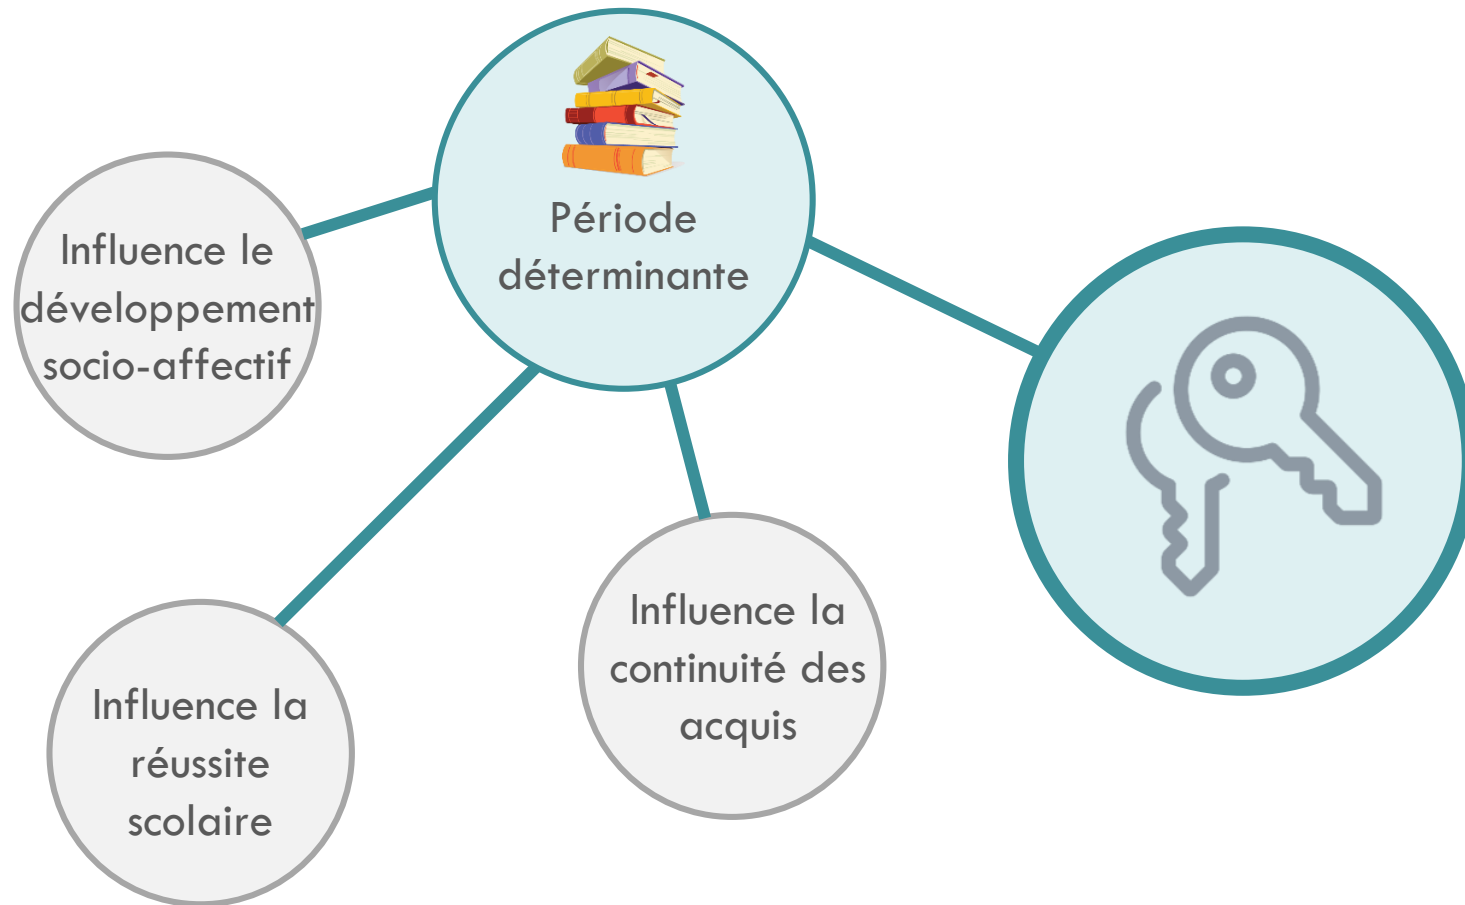 Période
déterminante
Influence le
développement
socio-affectif
Influence la
réussite
scolaire
Influence la
continuité des
acquis